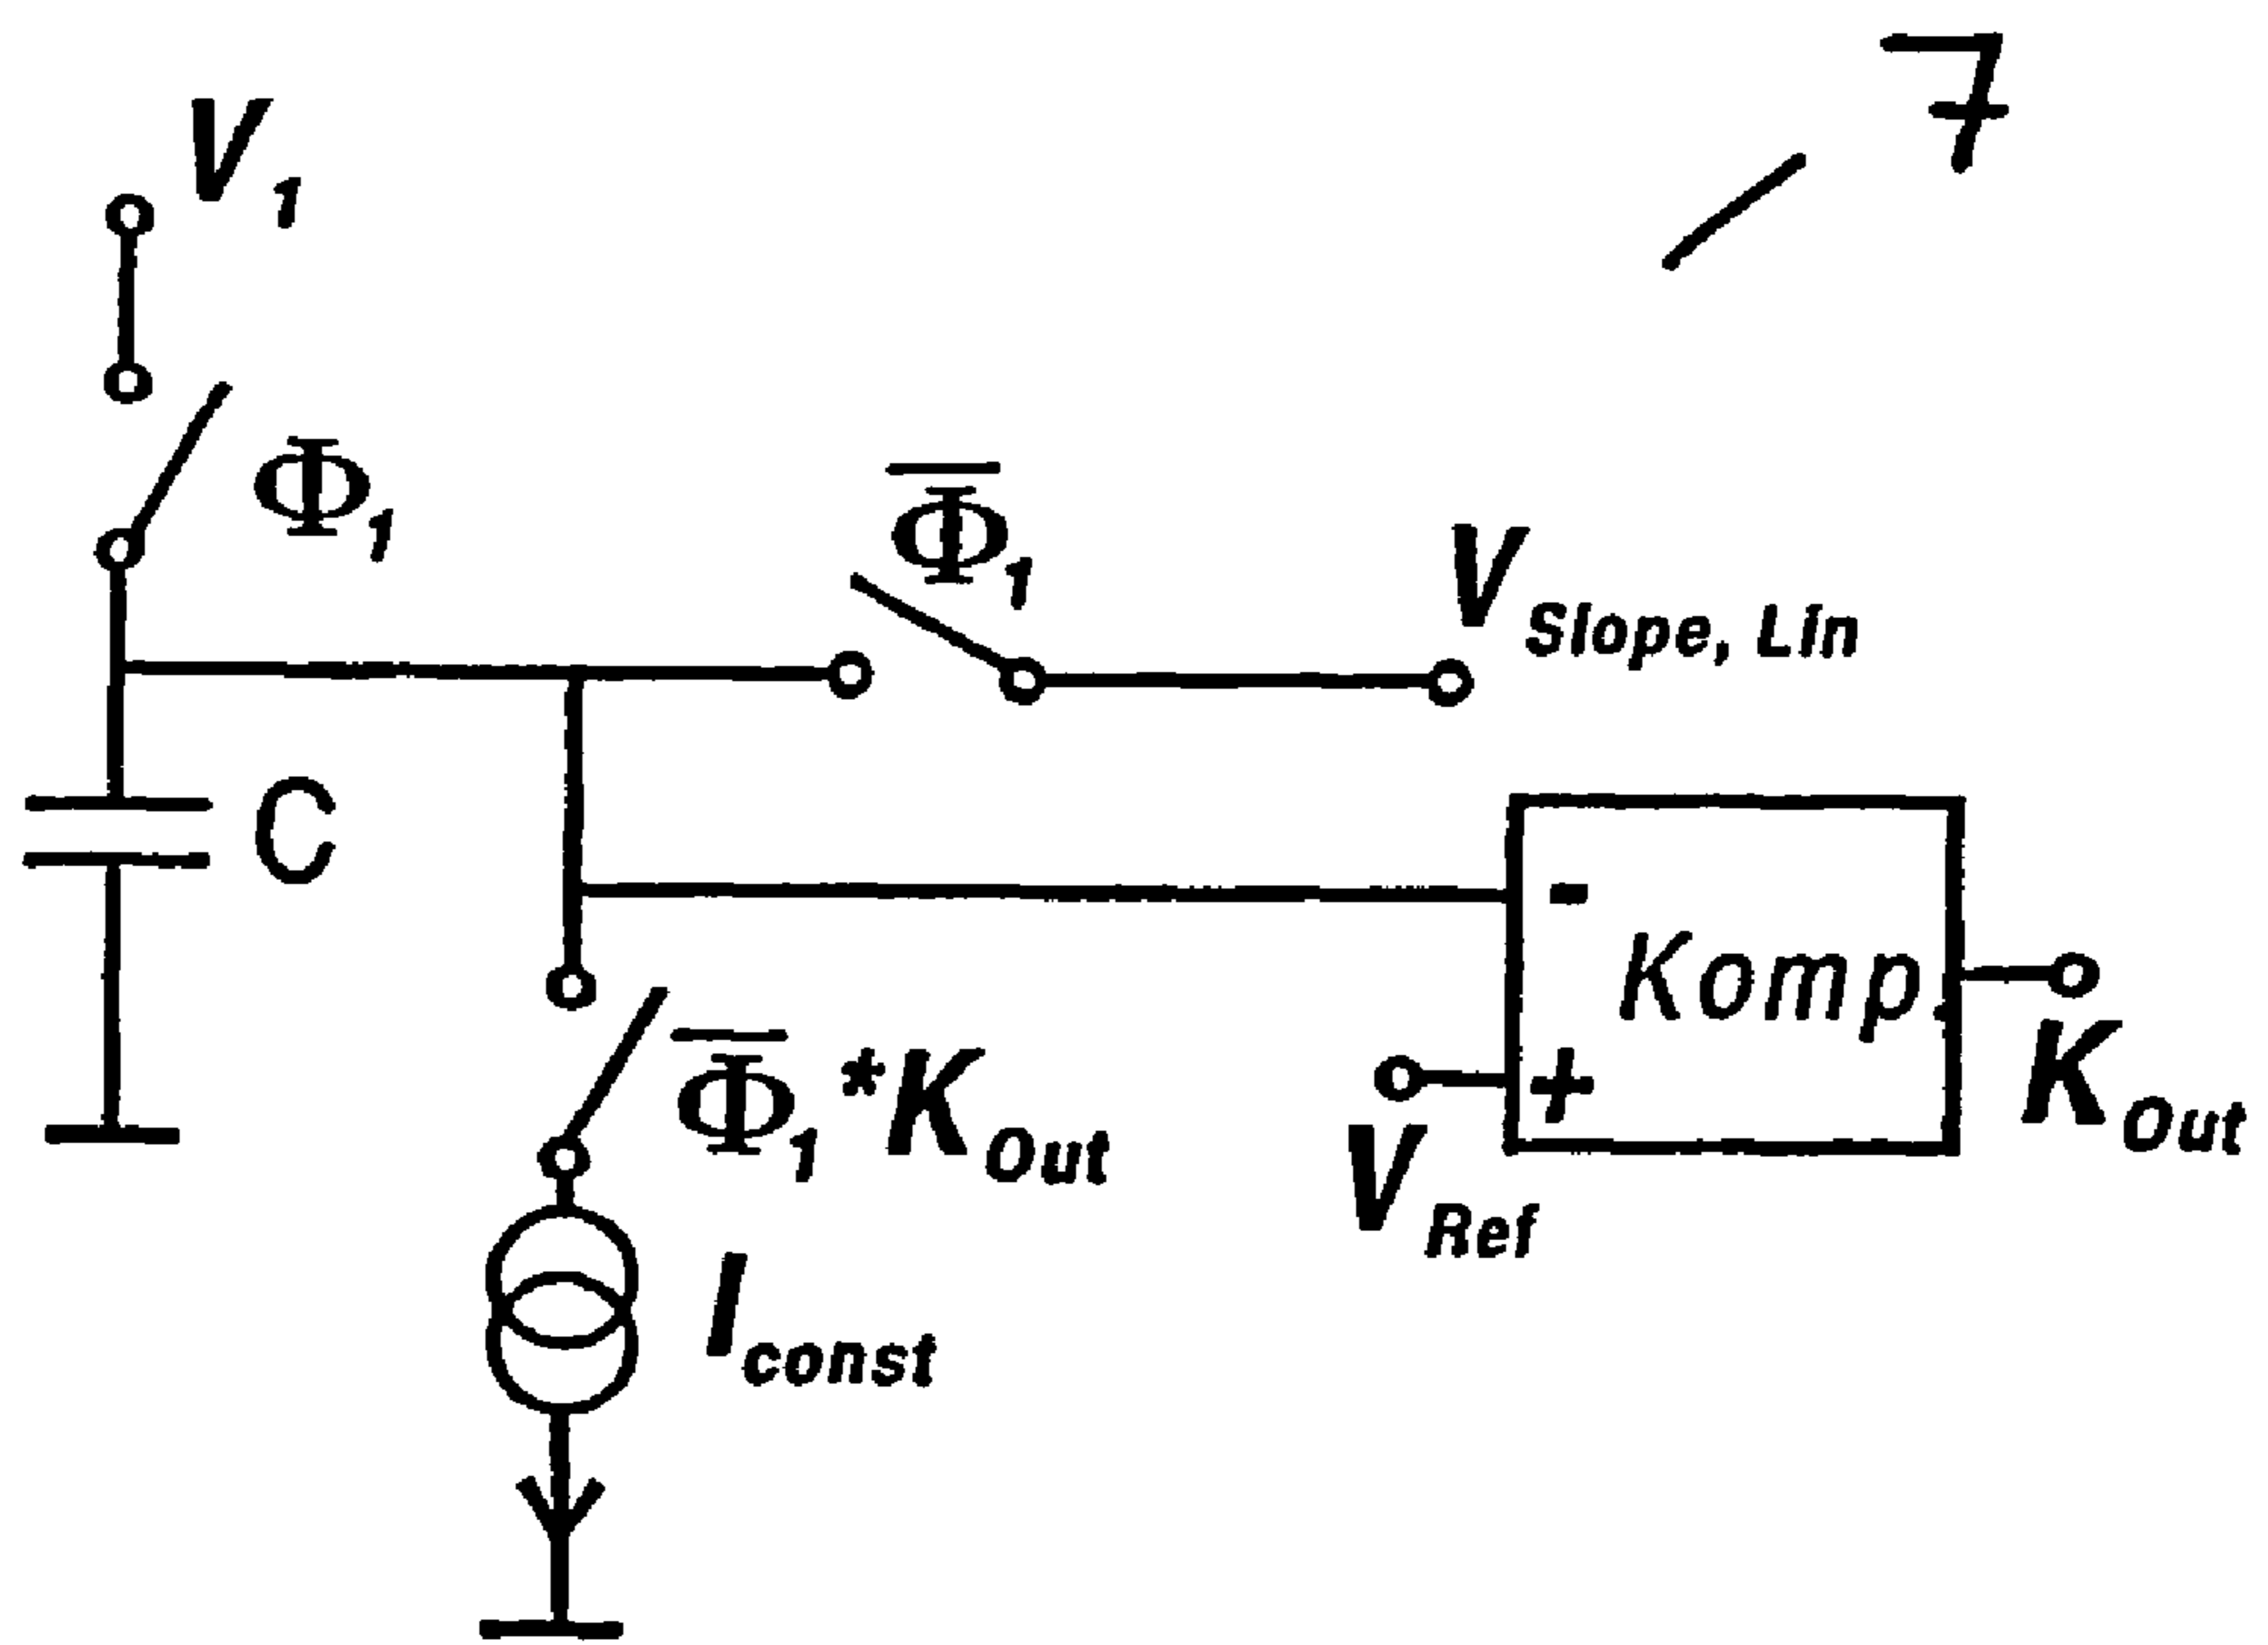 7
V1
Φ1
Φ̅1
VSlope, Lin
C
-
Komp.
KOut
+
Φ̅1 *KOut
VRef
Iconst